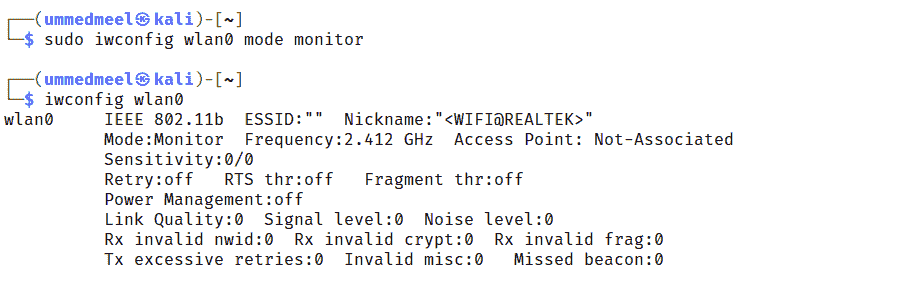 ┌──(ummedmeel㉿kali)-[~]
└─$ sudo iwconfig wlan0 mode monitor
┌──(ummedmeel㉿kali)-[~]
└─$ iwconfig wlan0
wlan0     IEEE 802.11b  ESSID:""  Nickname:"<WIFI@REALTEK>"
          Mode:Monitor  Frequency:2.412 GHz  Access Point: Not-Associated
          Sensitivity:0/0
          Retry:off   RTS thr:off   Fragment thr:off
          Power Management:off
          Link Quality:0  Signal level:0  Noise level:0
          Rx invalid nwid:0  Rx invalid crypt:0  Rx invalid frag:0
          Tx excessive retries:0  Invalid misc:0   Missed beacon:0